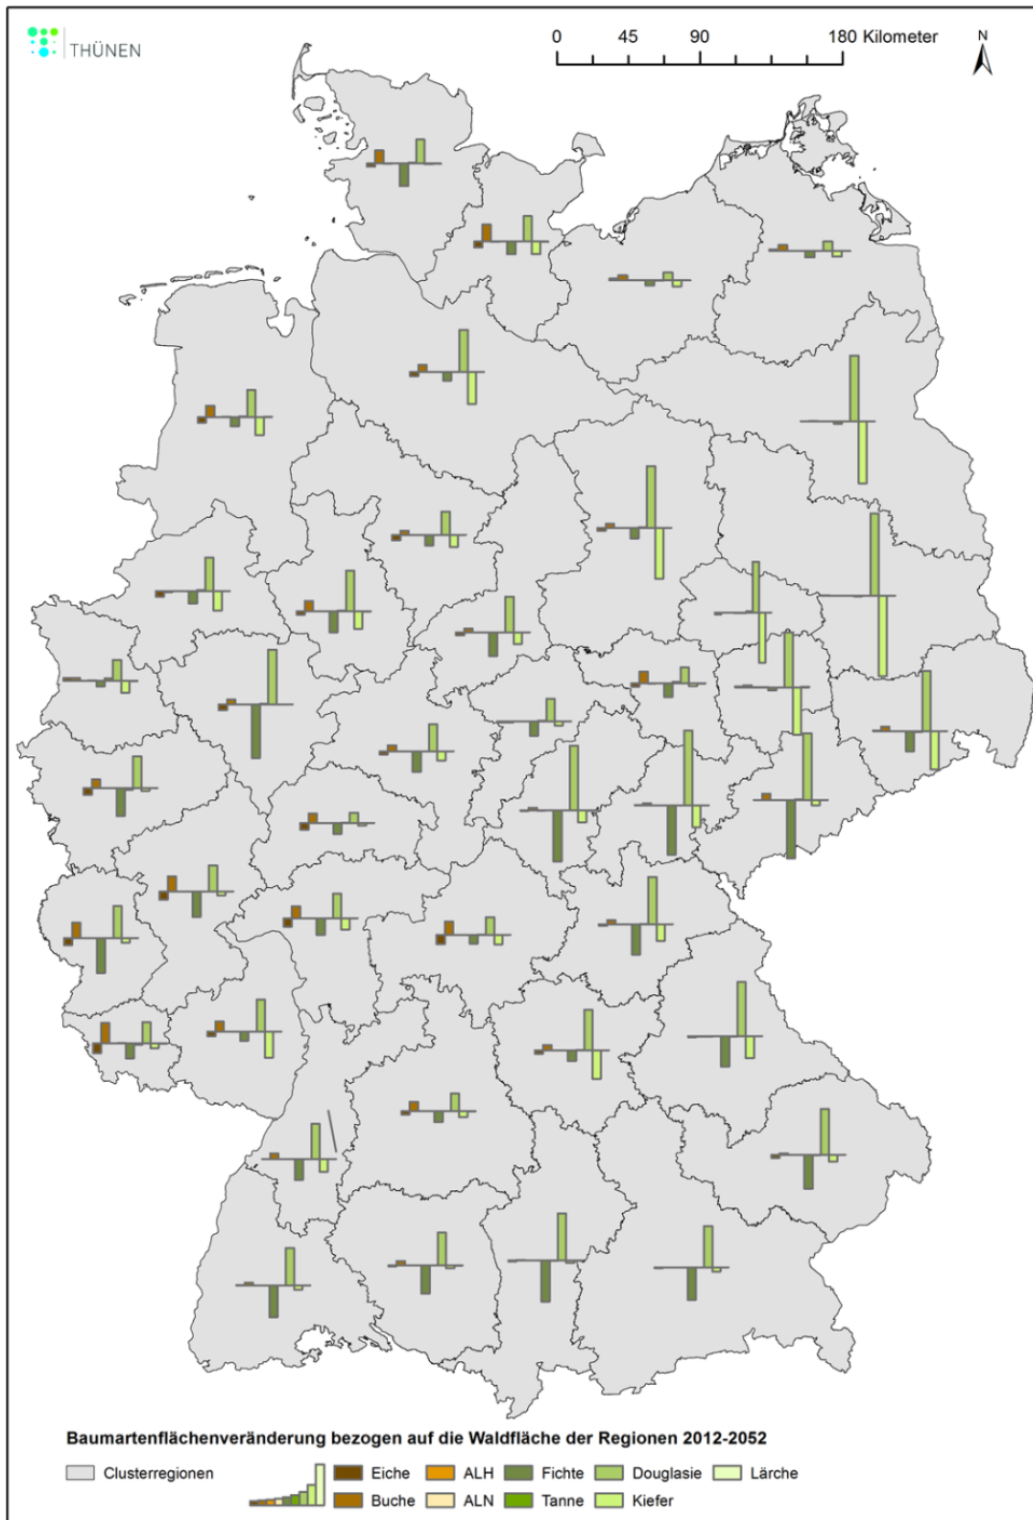 THÜNEN
0 45 90 180 Kilometer
N
Baumartenflächenveränderung bezogen auf die Waldfläche der Regionen 2012-2052
Clusterregionen
Eiche ALH Fichte Douglasie Lärche
Buche ALN Tanne Kiefer